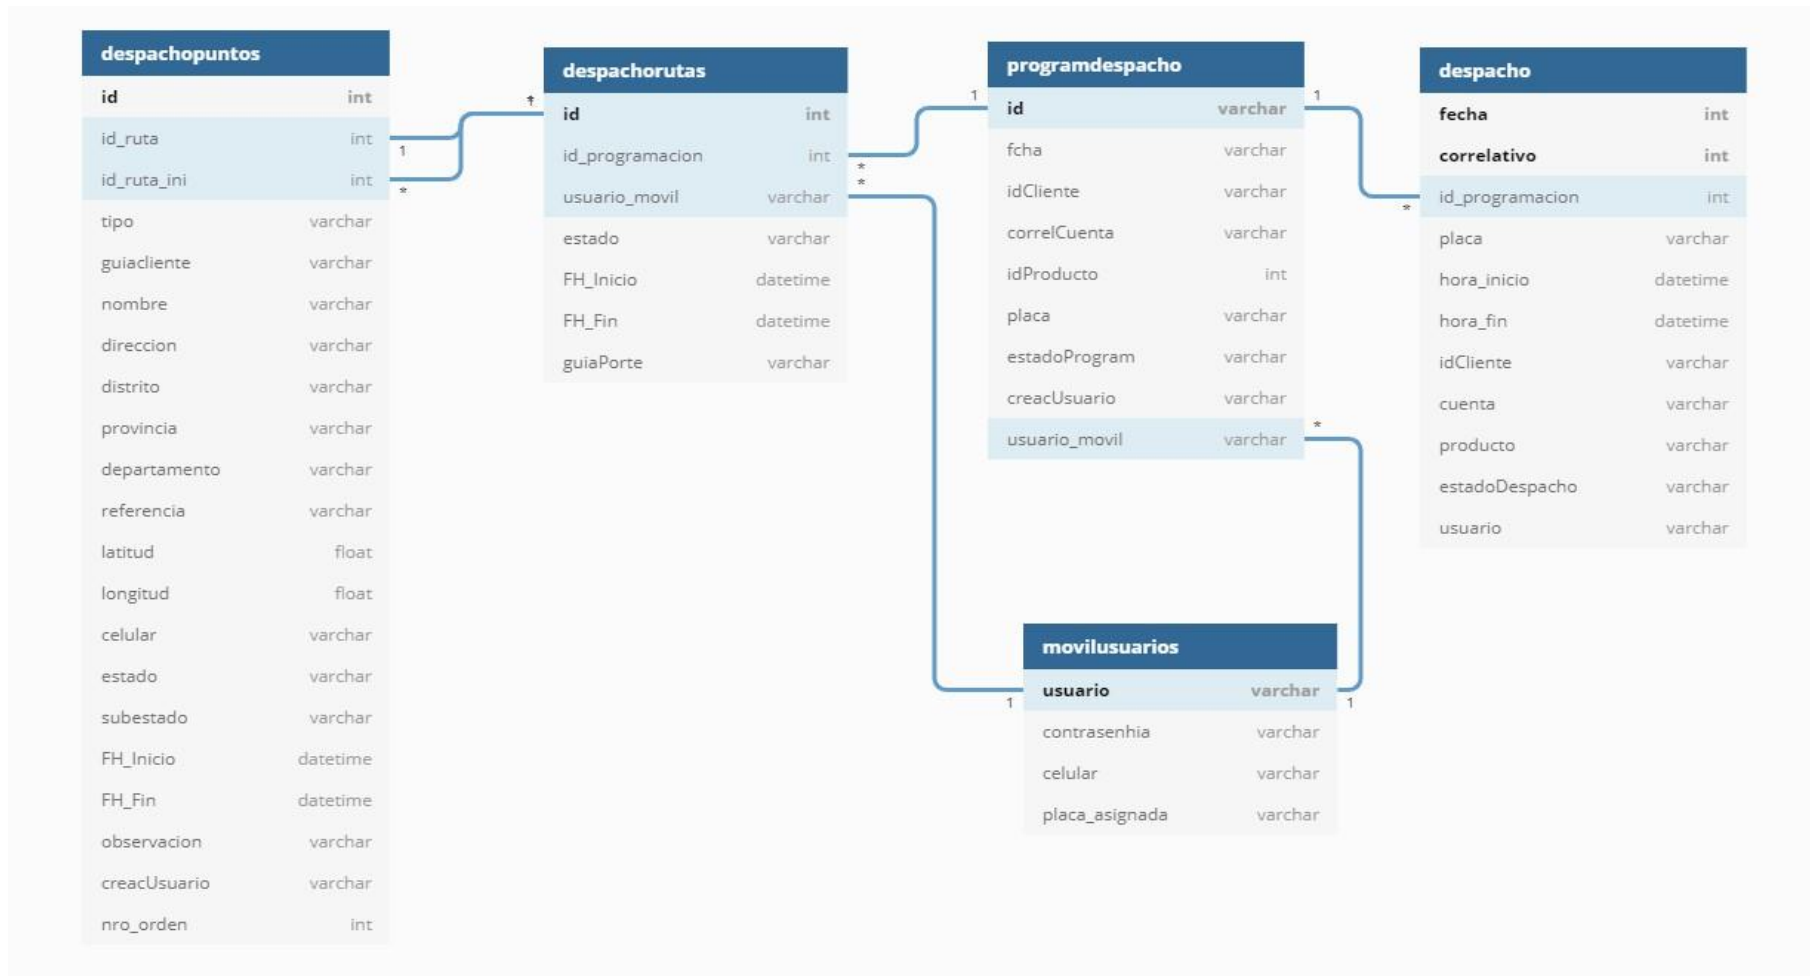 despachopuntos
id int
id_ruta int
id_ruta_ini int
tipo varchar
guiacliente varchar
nombre varchar
direccion varchar
distrito varchar
provincia varchar
departamento varchar
referencia varchar
latitud float
longitud float
celular varchar
estado varchar
subestado varchar
FH_Inicio datetime
FH_Fin datetime
observacion varchar
creacUsuario varchar
nro_orden int
1
*
despachorutas
id int
id_programacion int
usuario_movil varchar
estado varchar
FH_Inicio datetime
FH_Fin datetime
guiaPorte varchar
*
*
1
programdespacho
id varchar
fcha varchar
idCliente varchar
correlCuenta varchar
idProducto int
placa varchar
estadoProgram varchar
creacUsuario varchar
usuario_movil varchar
1
*
*
despacho
fecha int
correlativo int
id_programacion int
placa varchar
hora_inicio datetime
hora_fin datetime
idCliente varchar
cuenta varchar
producto varchar
estadoDespacho varchar
usuario varchar
movilusuarios
usuario varchar
contrasenhia varchar
celular varchar
placa_asignada varchar
1
1